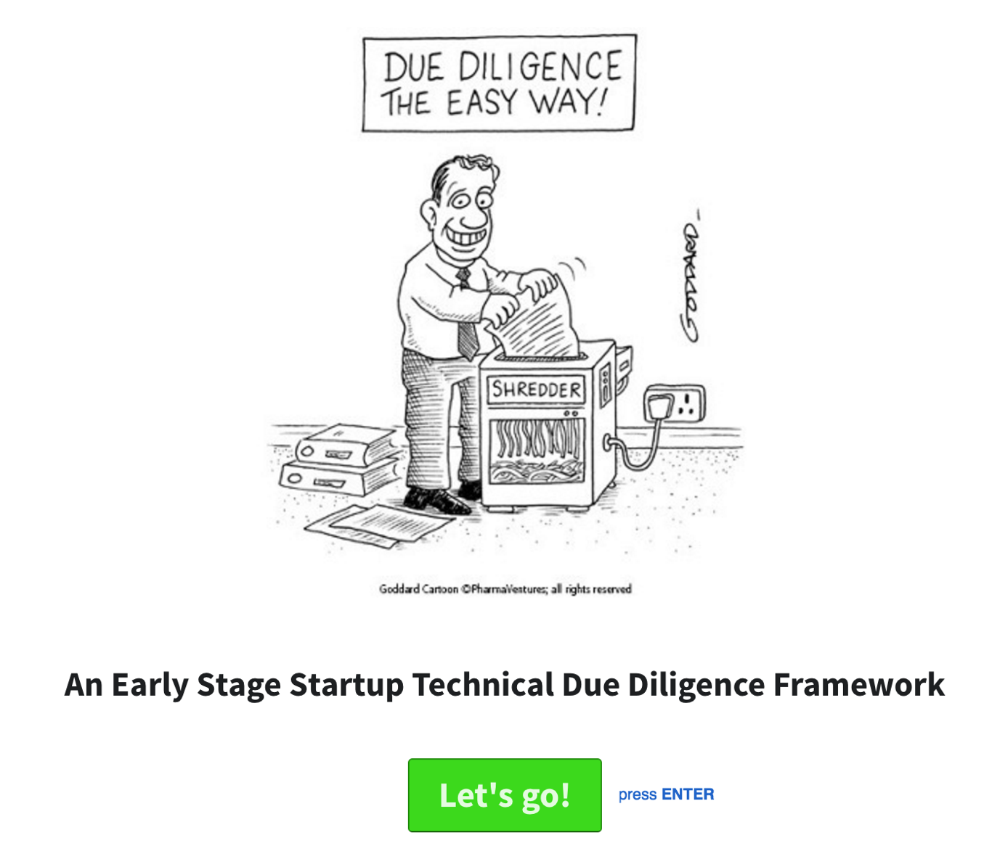 DUE DILIGENCE
THE EASY WAY!
SHREDDER
Goddard Cartoon ©PharmaVentures; all rights reserved
An Early Stage Startup Technical Due Diligence Framework
Let's go!
press ENTER